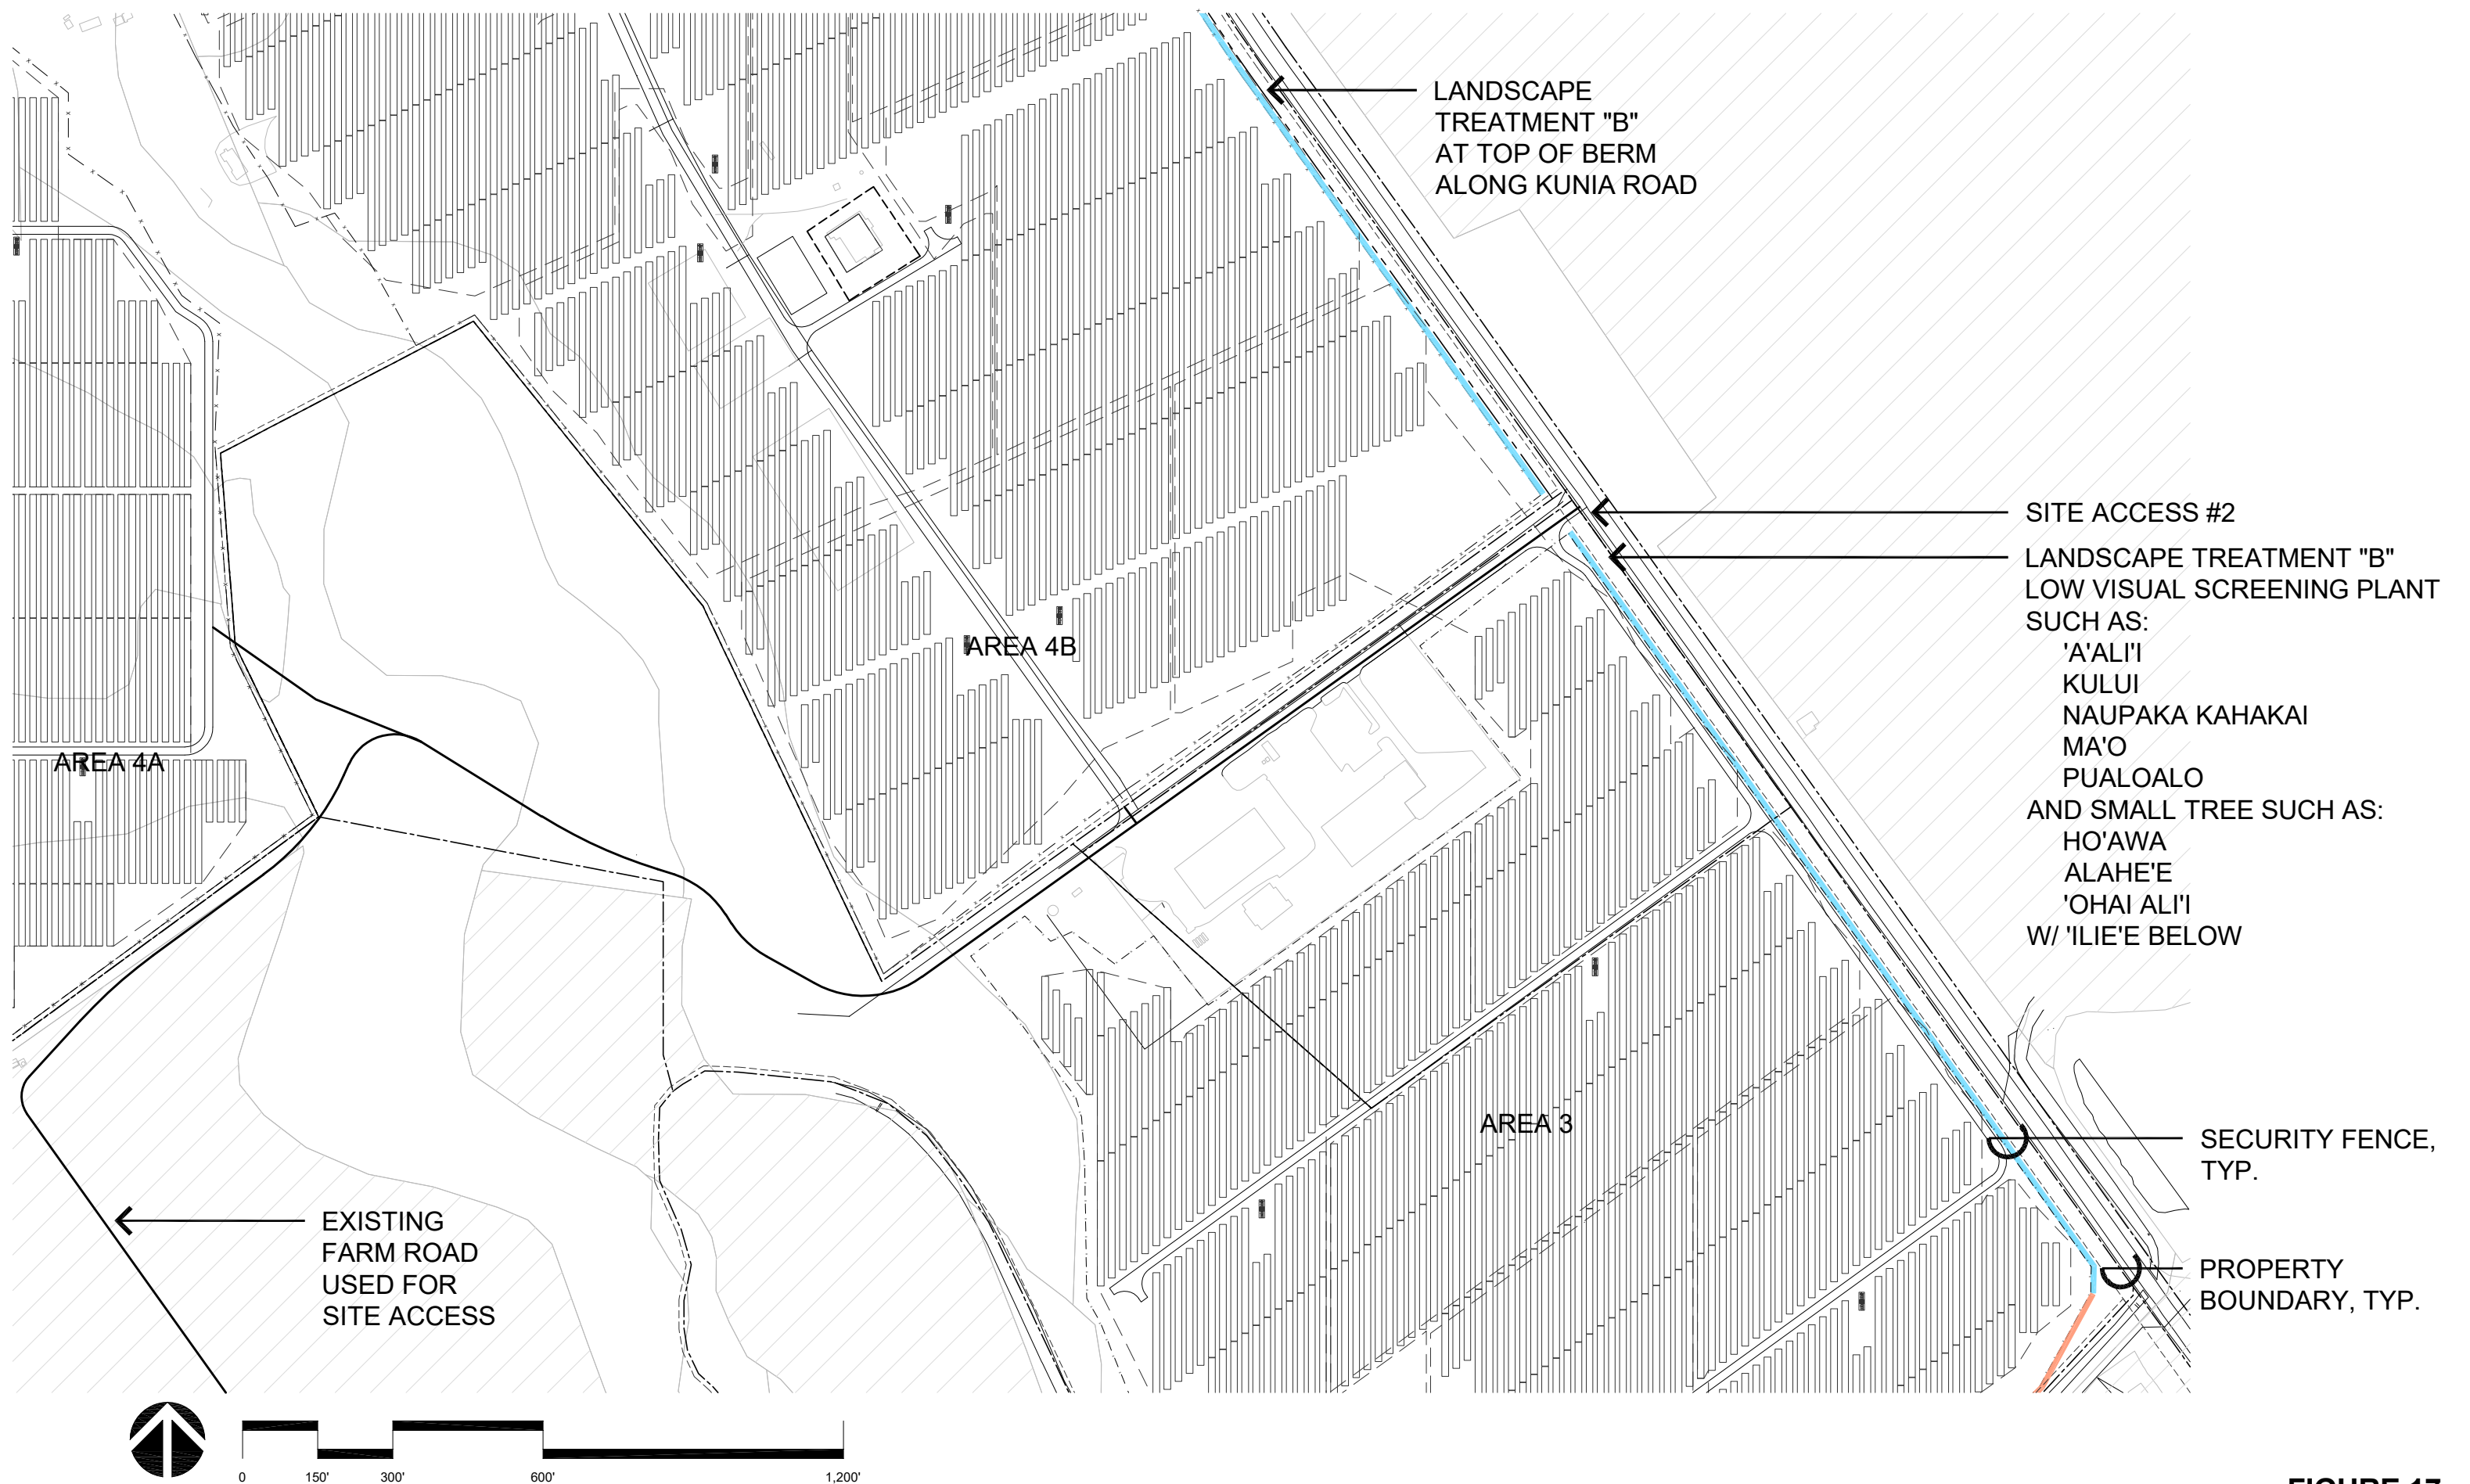 LANDSCAPE
TREATMENT "B"
AT TOP OF BERM
ALONG KUNIA ROAD
SITE ACCESS #2
LANDSCAPE TREATMENT "B"
LOW VISUAL SCREENING PLANT
SUCH AS:
'A'ALI'I
KULUI
NAUPAKA KAHAKAI
MA'O
PUALOALO
AND SMALL TREE SUCH AS:
HO'AWA
ALAHE'E
'OHAI ALI'I
W/ 'ILIE'E BELOW
AREA 4B
AREA 4A
AREA 3
SECURITY FENCE,
TYP.
PROPERTY
BOUNDARY, TYP.
EXISTING
FARM ROAD
USED FOR
SITE ACCESS
0 150' 300' 600' 1,200'
FIGURE 17